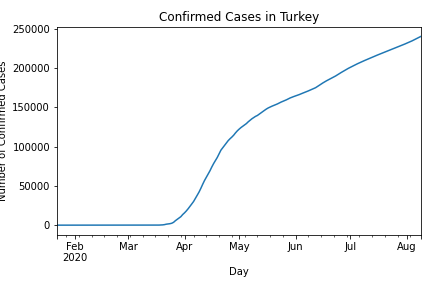 Confirmed Cases in Turkey
Number of Confirmed Cases
250000
200000
150000
100000
50000
0
Feb
2020
Mar
Apr
May
Jun
Jul
Aug
Day